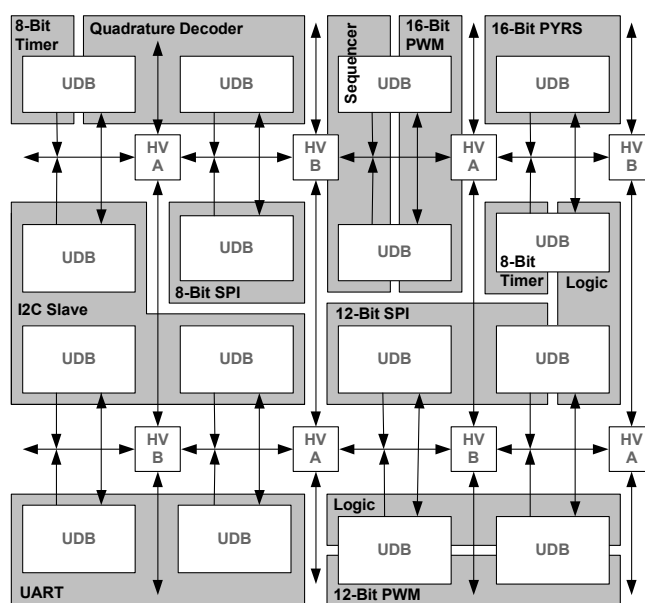 8-Bit
Timer
Quadrature Decoder
Sequencer
16-Bit
PWM
16-Bit PYRS
UDB
UDB
UDB
UDB
HV
A
HV
B
HV
A
HV
B
UDB
UDB
UDB
UDB
8-Bit SPI
8-Bit
Timer
Logic
I2C Slave
12-Bit SPI
UDB
UDB
UDB
UDB
HV
B
HV
A
HV
B
HV
A
Logic
UDB
UDB
UDB
UDB
UART
12-Bit PWM